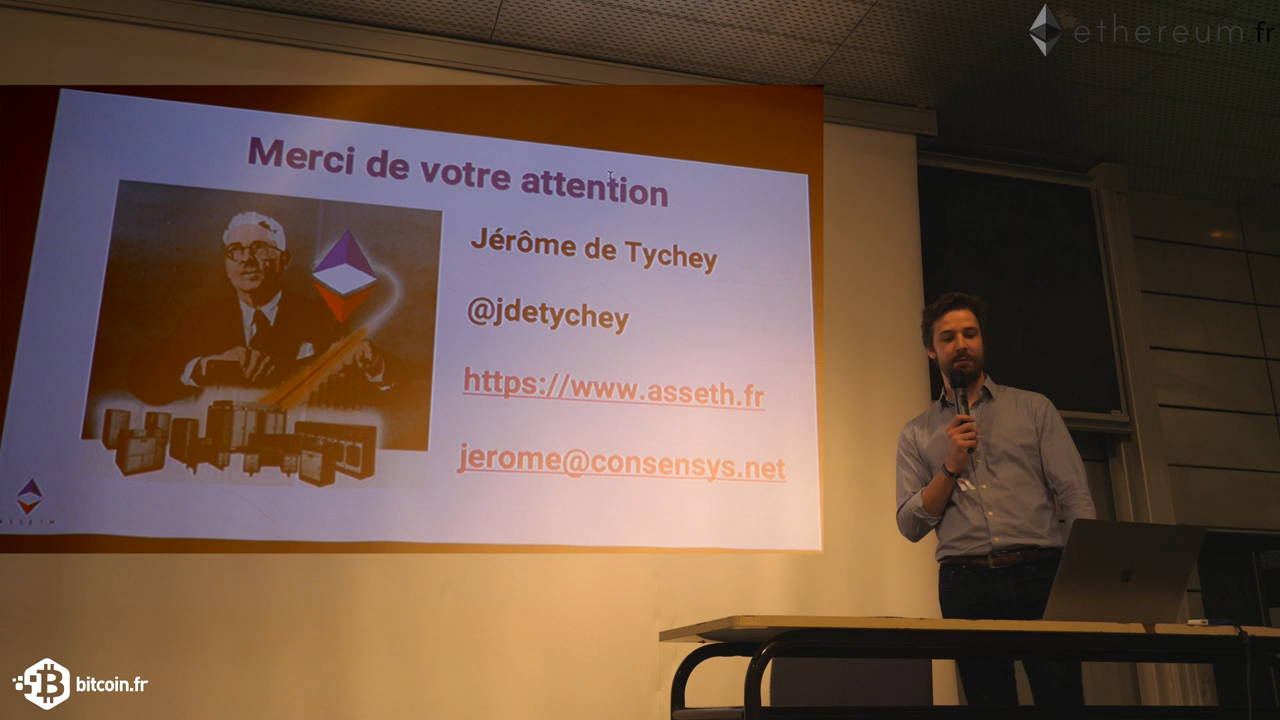 ethereum.fr
Merci de votre attention
Jérôme de Tychey
@jdetychey
https://www.asseth.fr
jerome@consensys.net
ASSETH
bitcoin.fr